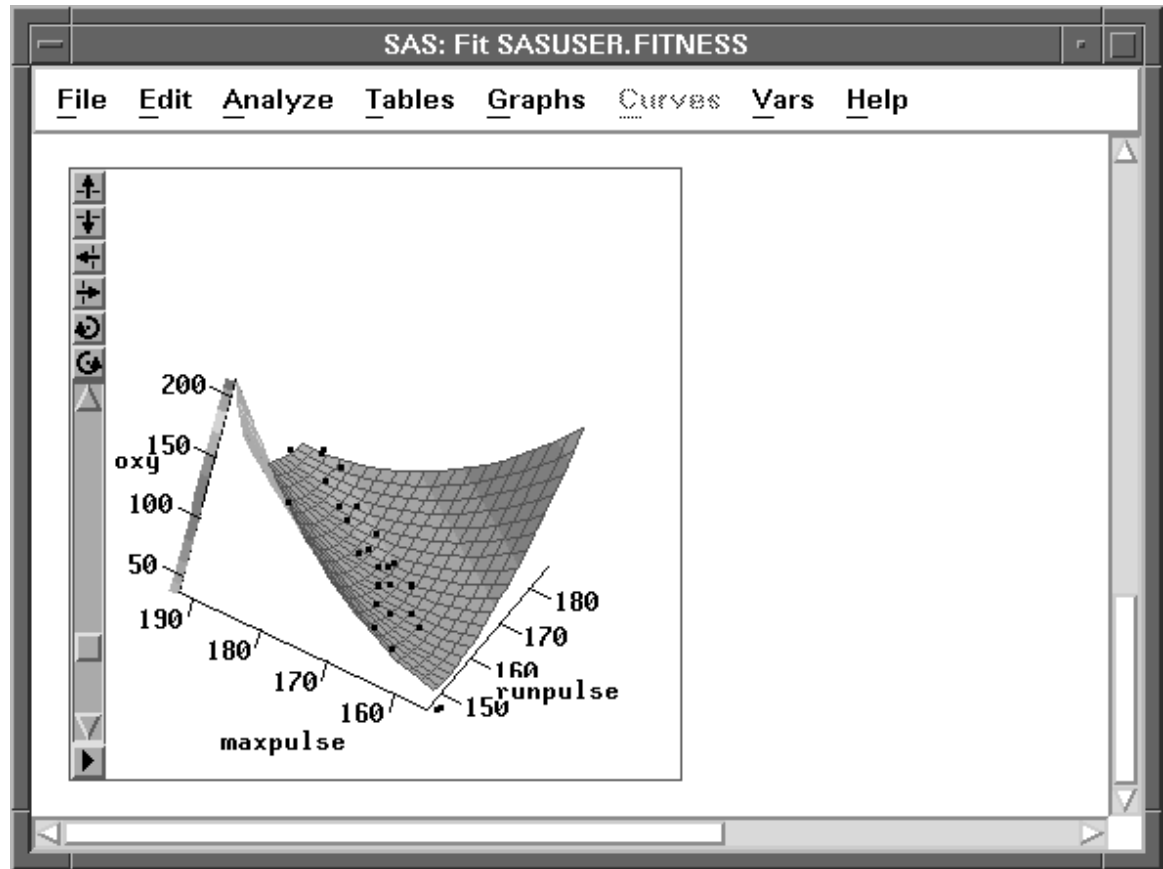 SAS: Fit SASUSER.FITNESS
File Edit Analyze Tables Graphs Curves Vars Help
200
150
oxy
100
50
190
180
170
160
maxpulse
180
170
160
150
runpulse